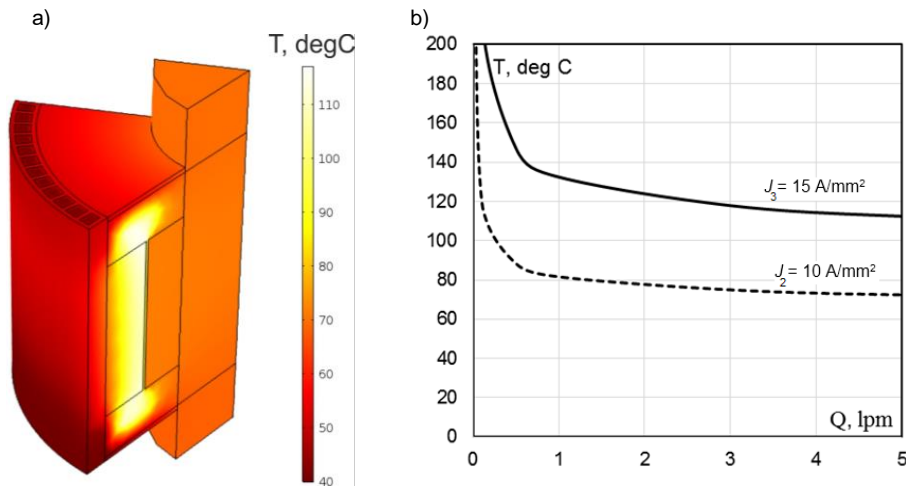 a)
T, degC
110
100
90
80
70
60
50
40
b)
200
180
160
140
120
100
80
60
40
20
0
T, deg C
J3 = 15 A/mm²
J2 = 10 A/mm²
Q, lpm
0 1 2 3 4 5